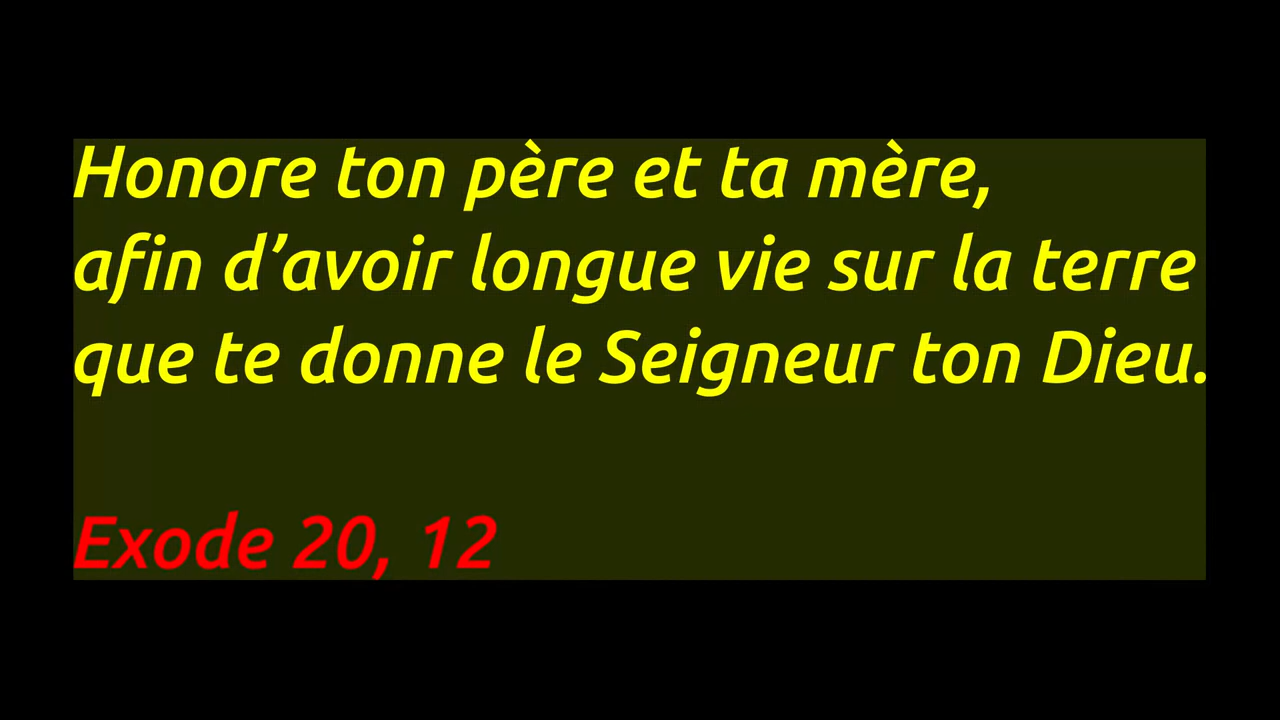 Honore ton père et ta mère,
afin d’avoir longue vie sur la terre
que te donne le Seigneur ton Dieu.
Exode 20, 12